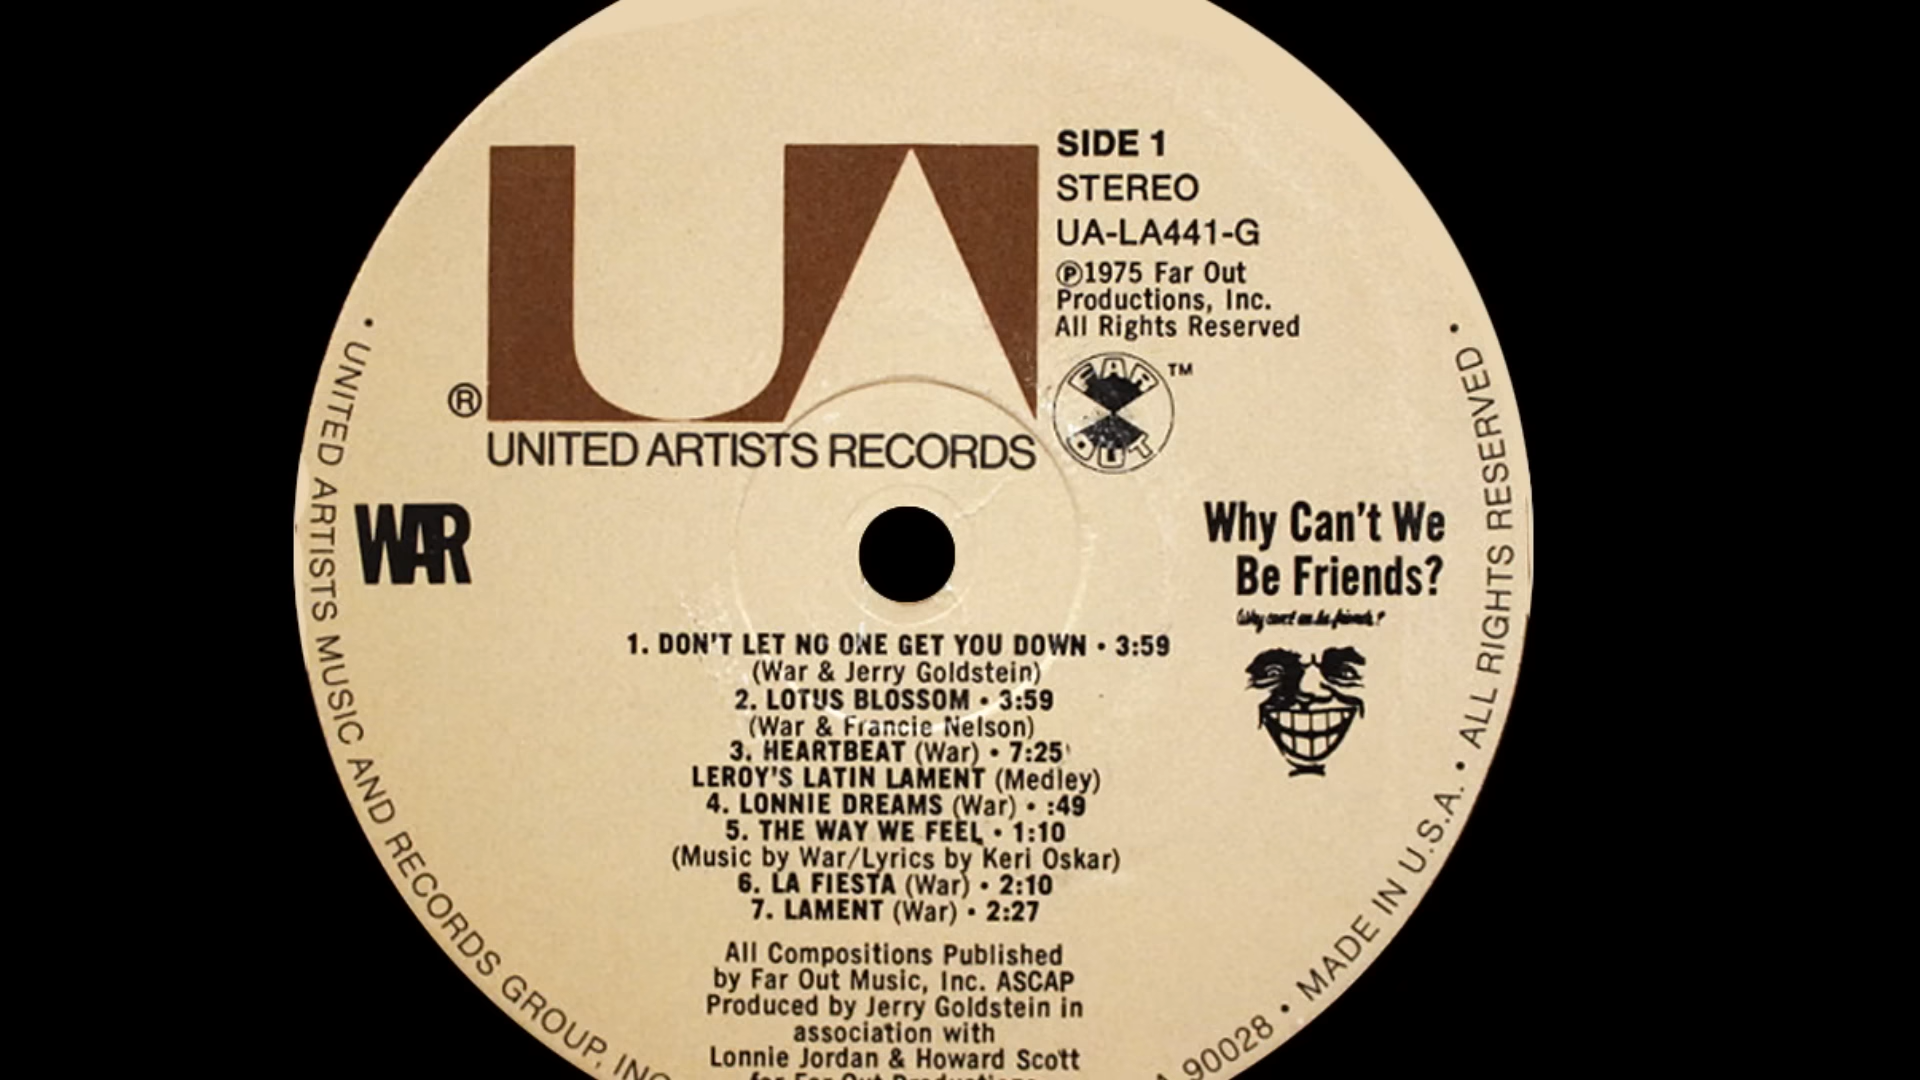 SIDE 1
STEREO
UA-LA441-G
℗1975 Far Out
Productions, Inc.
All Rights Reserved
UA
®
UNITED ARTISTS RECORDS
FAR OUT
TM
WAR
Why Can't We
Be Friends?
1. DON'T LET NO ONE GET YOU DOWN • 3:59
(War & Jerry Goldstein)
2. LOTUS BLOSSOM • 3:59
(War & Francie Nelson)
3. HEARTBEAT (War) • 7:25
LEROY'S LATIN LAMENT (Medley)
4. LONNIE DREAMS (War) • :49
5. THE WAY WE FEEL • 1:10
(Music by War/Lyrics by Keri Oskar)
6. LA FIESTA (War) • 2:10
7. LAMENT (War) • 2:27
All Compositions Published
by Far Out Music, Inc. ASCAP
Produced by Jerry Goldstein in
association with
Lonnie Jordan & Howard Scott
for Far Out Productions
• UNITED ARTISTS MUSIC AND RECORDS GROUP, INC
90028 • MADE IN U.S.A. • ALL RIGHTS RESERVED •